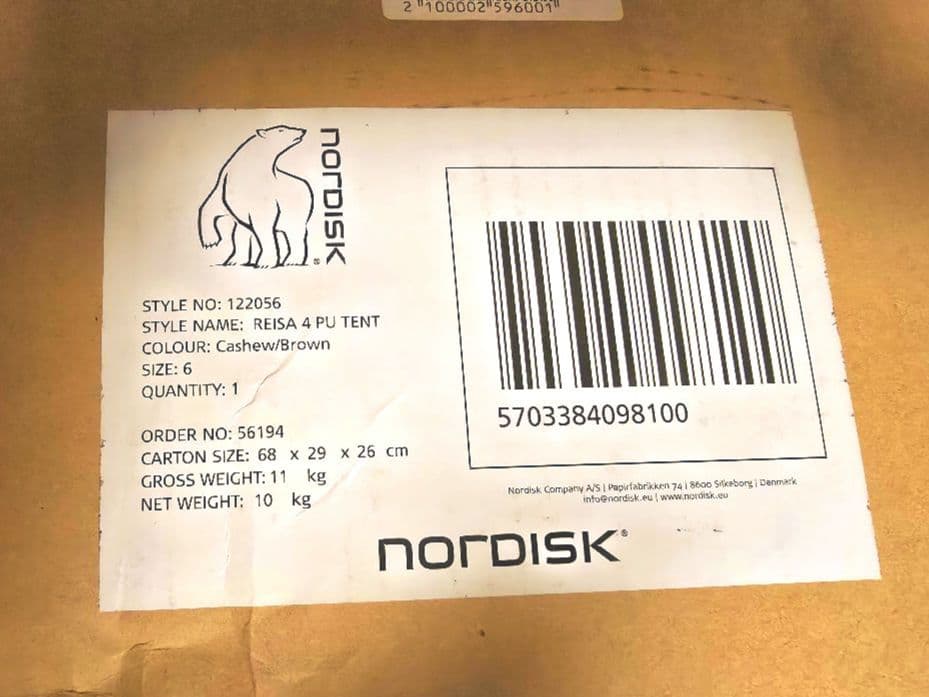 2 100002 596001
NORDISK
STYLE NO: 122056
STYLE NAME: REISA 4 PU TENT
COLOUR: Cashew/Brown
SIZE: 6
QUANTITY: 1
ORDER NO: 56194
CARTON SIZE: 68 x 29 x 26 cm
GROSS WEIGHT: 11 kg
NET WEIGHT: 10 kg
5703384098100
Nordisk Company A/S | Papirfabrikken 74 | 8600 Silkeborg | Denmark
info@nordisk.eu | www.nordisk.eu
NORDISK®